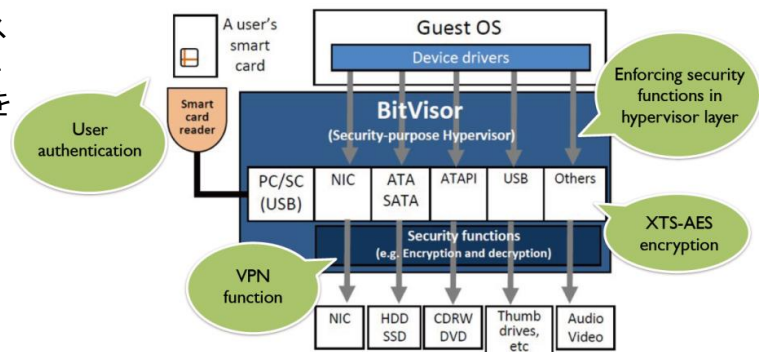 ス
を
A user's
smart
card
Guest OS
Device drivers
Enforcing security
functions in
hypervisor layer
User
authentication
Smart
card
reader
BitVisor
(Security-purpose Hypervisor)
PC/SC
(USB)
NIC
ATA
SATA
ATAPI
USB
Others
XTS-AES
encryption
Security functions
(e.g. Encryption and decryption)
VPN
function
NIC
HDD
SSD
CDRW
DVD
Thumb
drives,
etc
Audio
Video